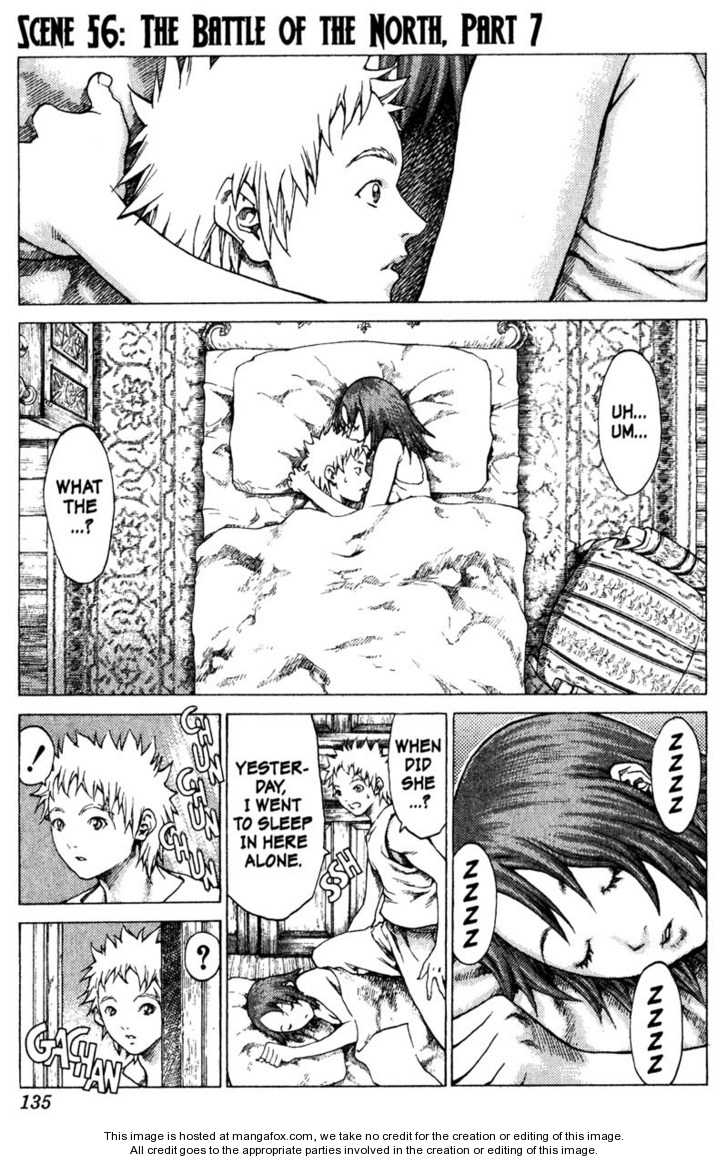 SCENE 56: THE BATTLE OF THE NORTH, PART 7
UH...
UM...
WHAT
THE
...?
ZZZZ
ZZZZ
ZZZZ
WHEN
DID
SHE
...?
YESTER-
DAY,
I WENT
TO SLEEP
IN HERE
ALONE.
SSH
!
CHUN
CHUN
CHUN
?
GACHAN
135
This image is hosted at mangafox.com, we take no credit for the creation or editing of this image.
All credit goes to the appropriate parties involved in the creation or editing of this image.